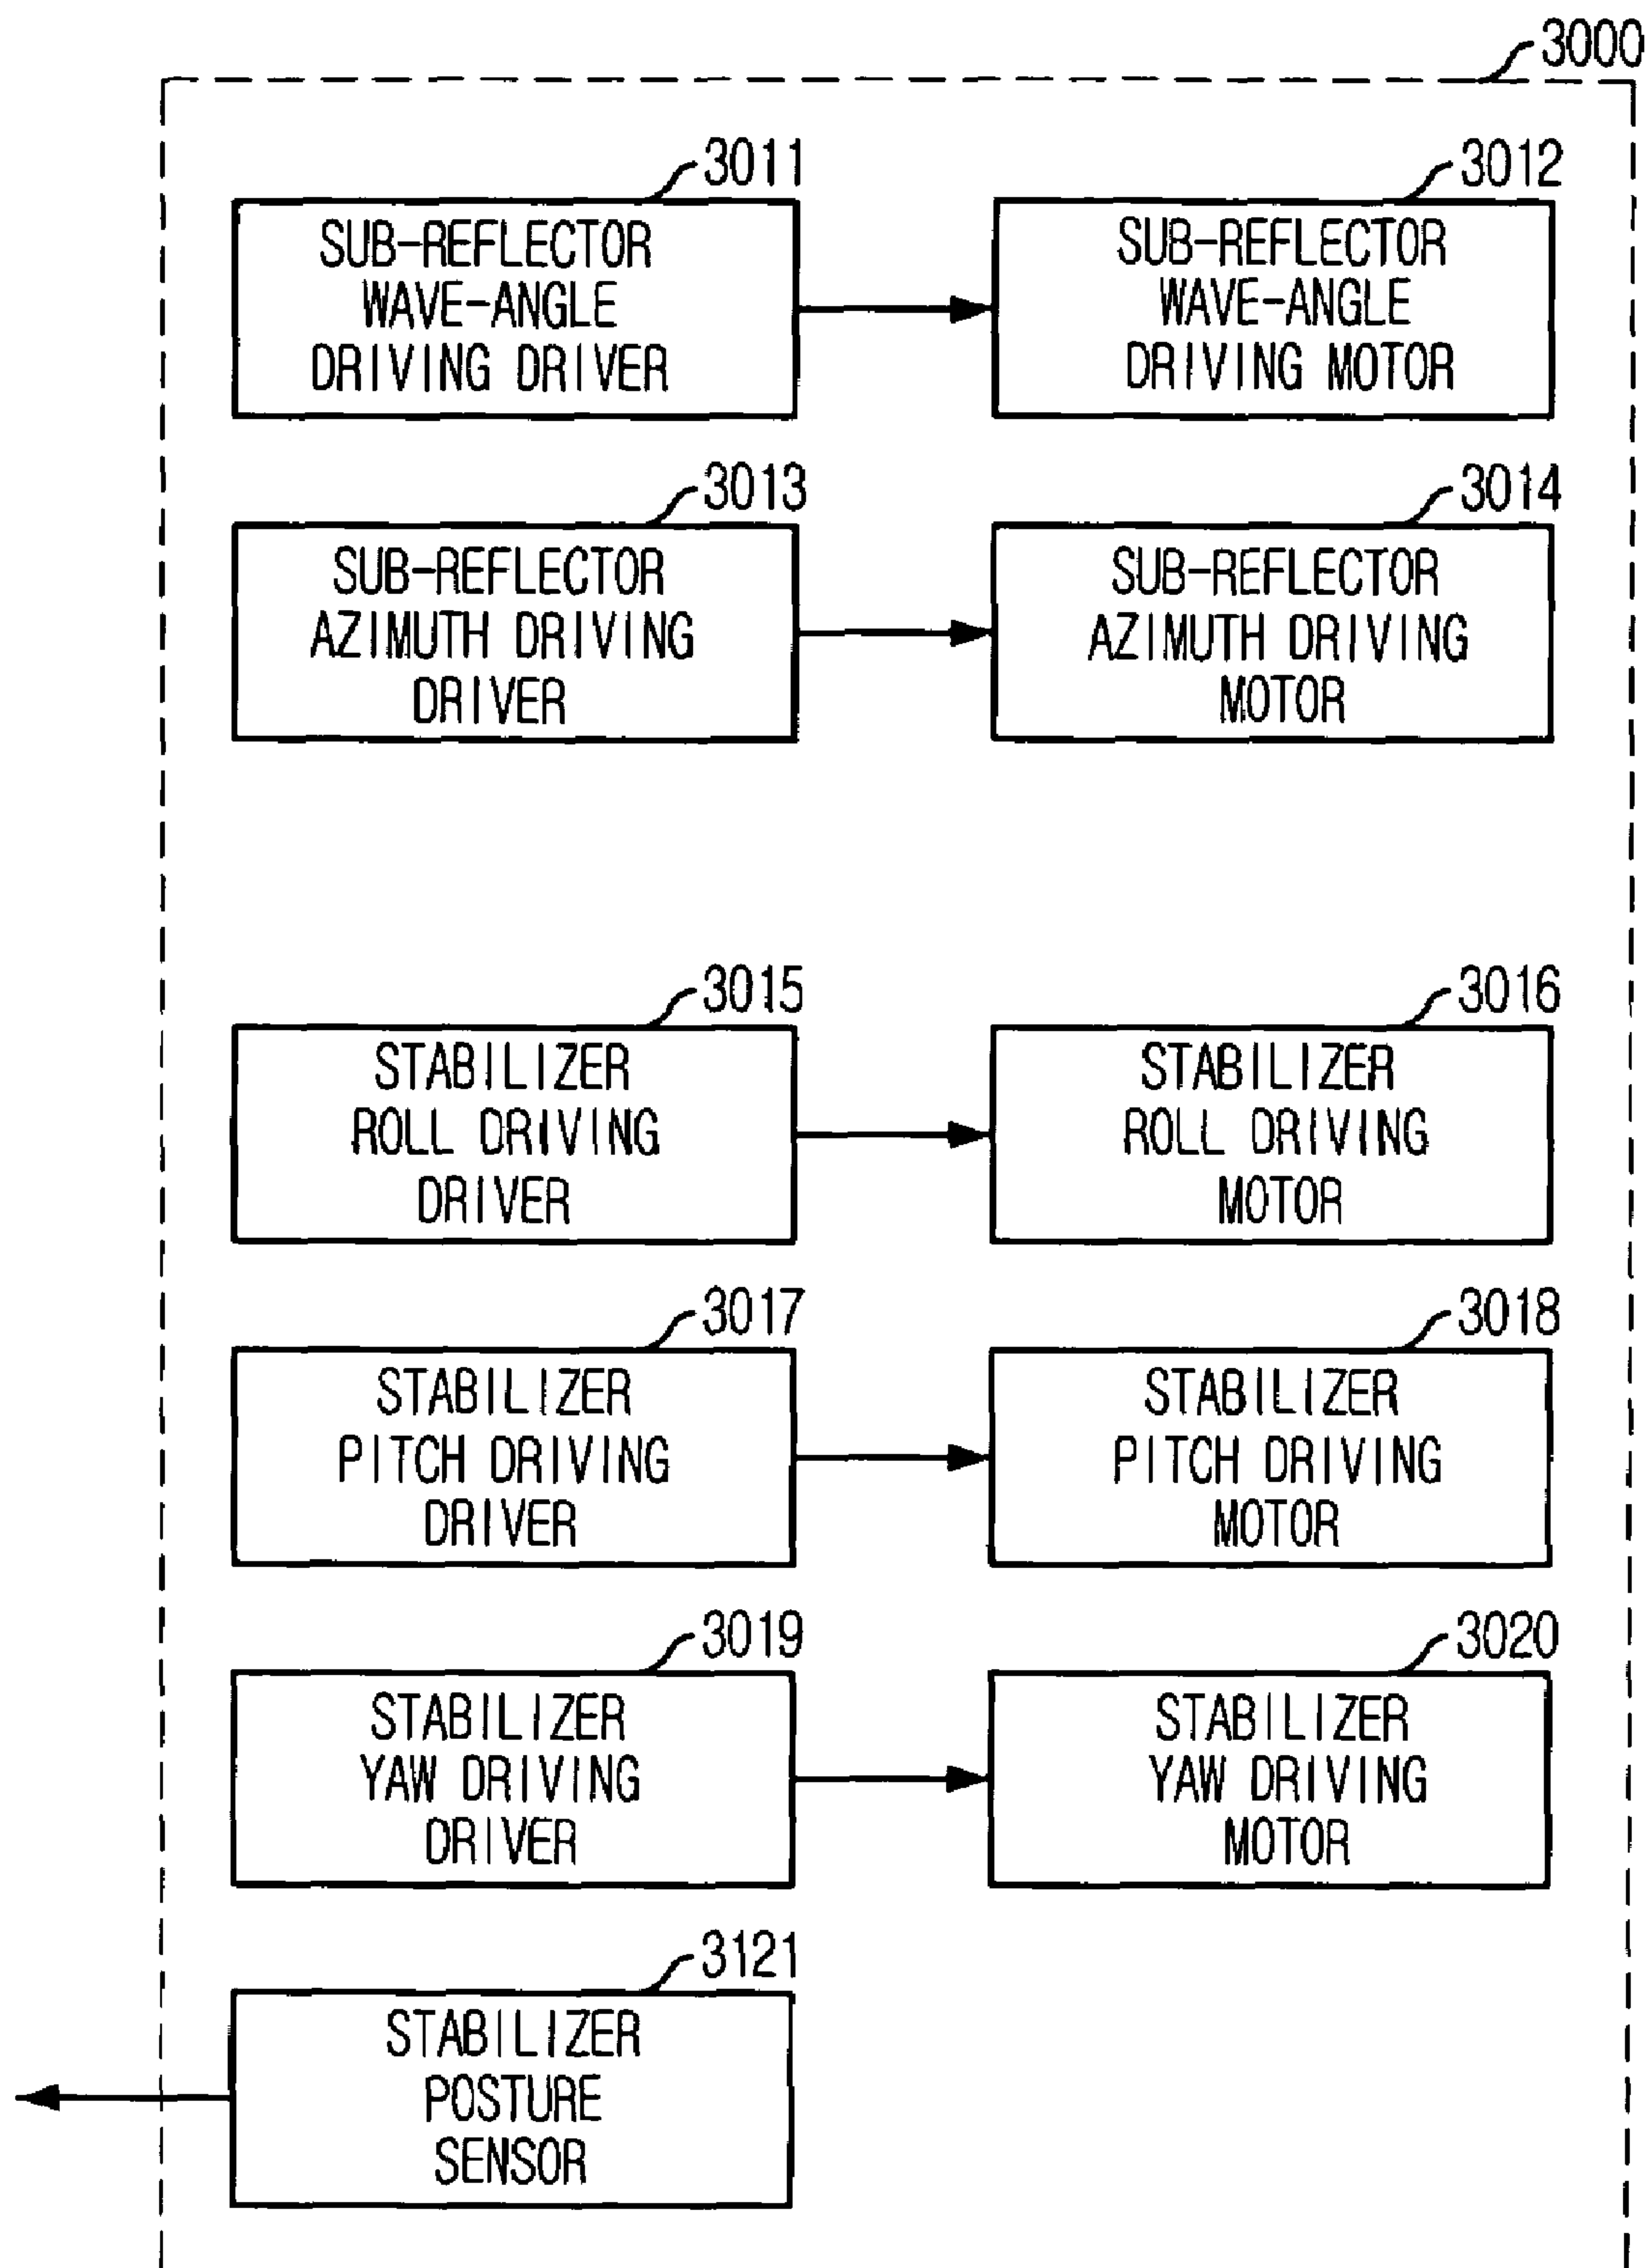 3000
3011
SUB-REFLECTOR
WAVE-ANGLE
DRIVING DRIVER
3012
SUB-REFLECTOR
WAVE-ANGLE
DRIVING MOTOR
3013
SUB-REFLECTOR
AZIMUTH DRIVING
DRIVER
3014
SUB-REFLECTOR
AZIMUTH DRIVING
MOTOR
3015
STABILIZER
ROLL DRIVING
DRIVER
3016
STABILIZER
ROLL DRIVING
MOTOR
3017
STABILIZER
PITCH DRIVING
DRIVER
3018
STABILIZER
PITCH DRIVING
MOTOR
3019
STABILIZER
YAW DRIVING
DRIVER
3020
STABILIZER
YAW DRIVING
MOTOR
3121
STABILIZER
POSTURE
SENSOR